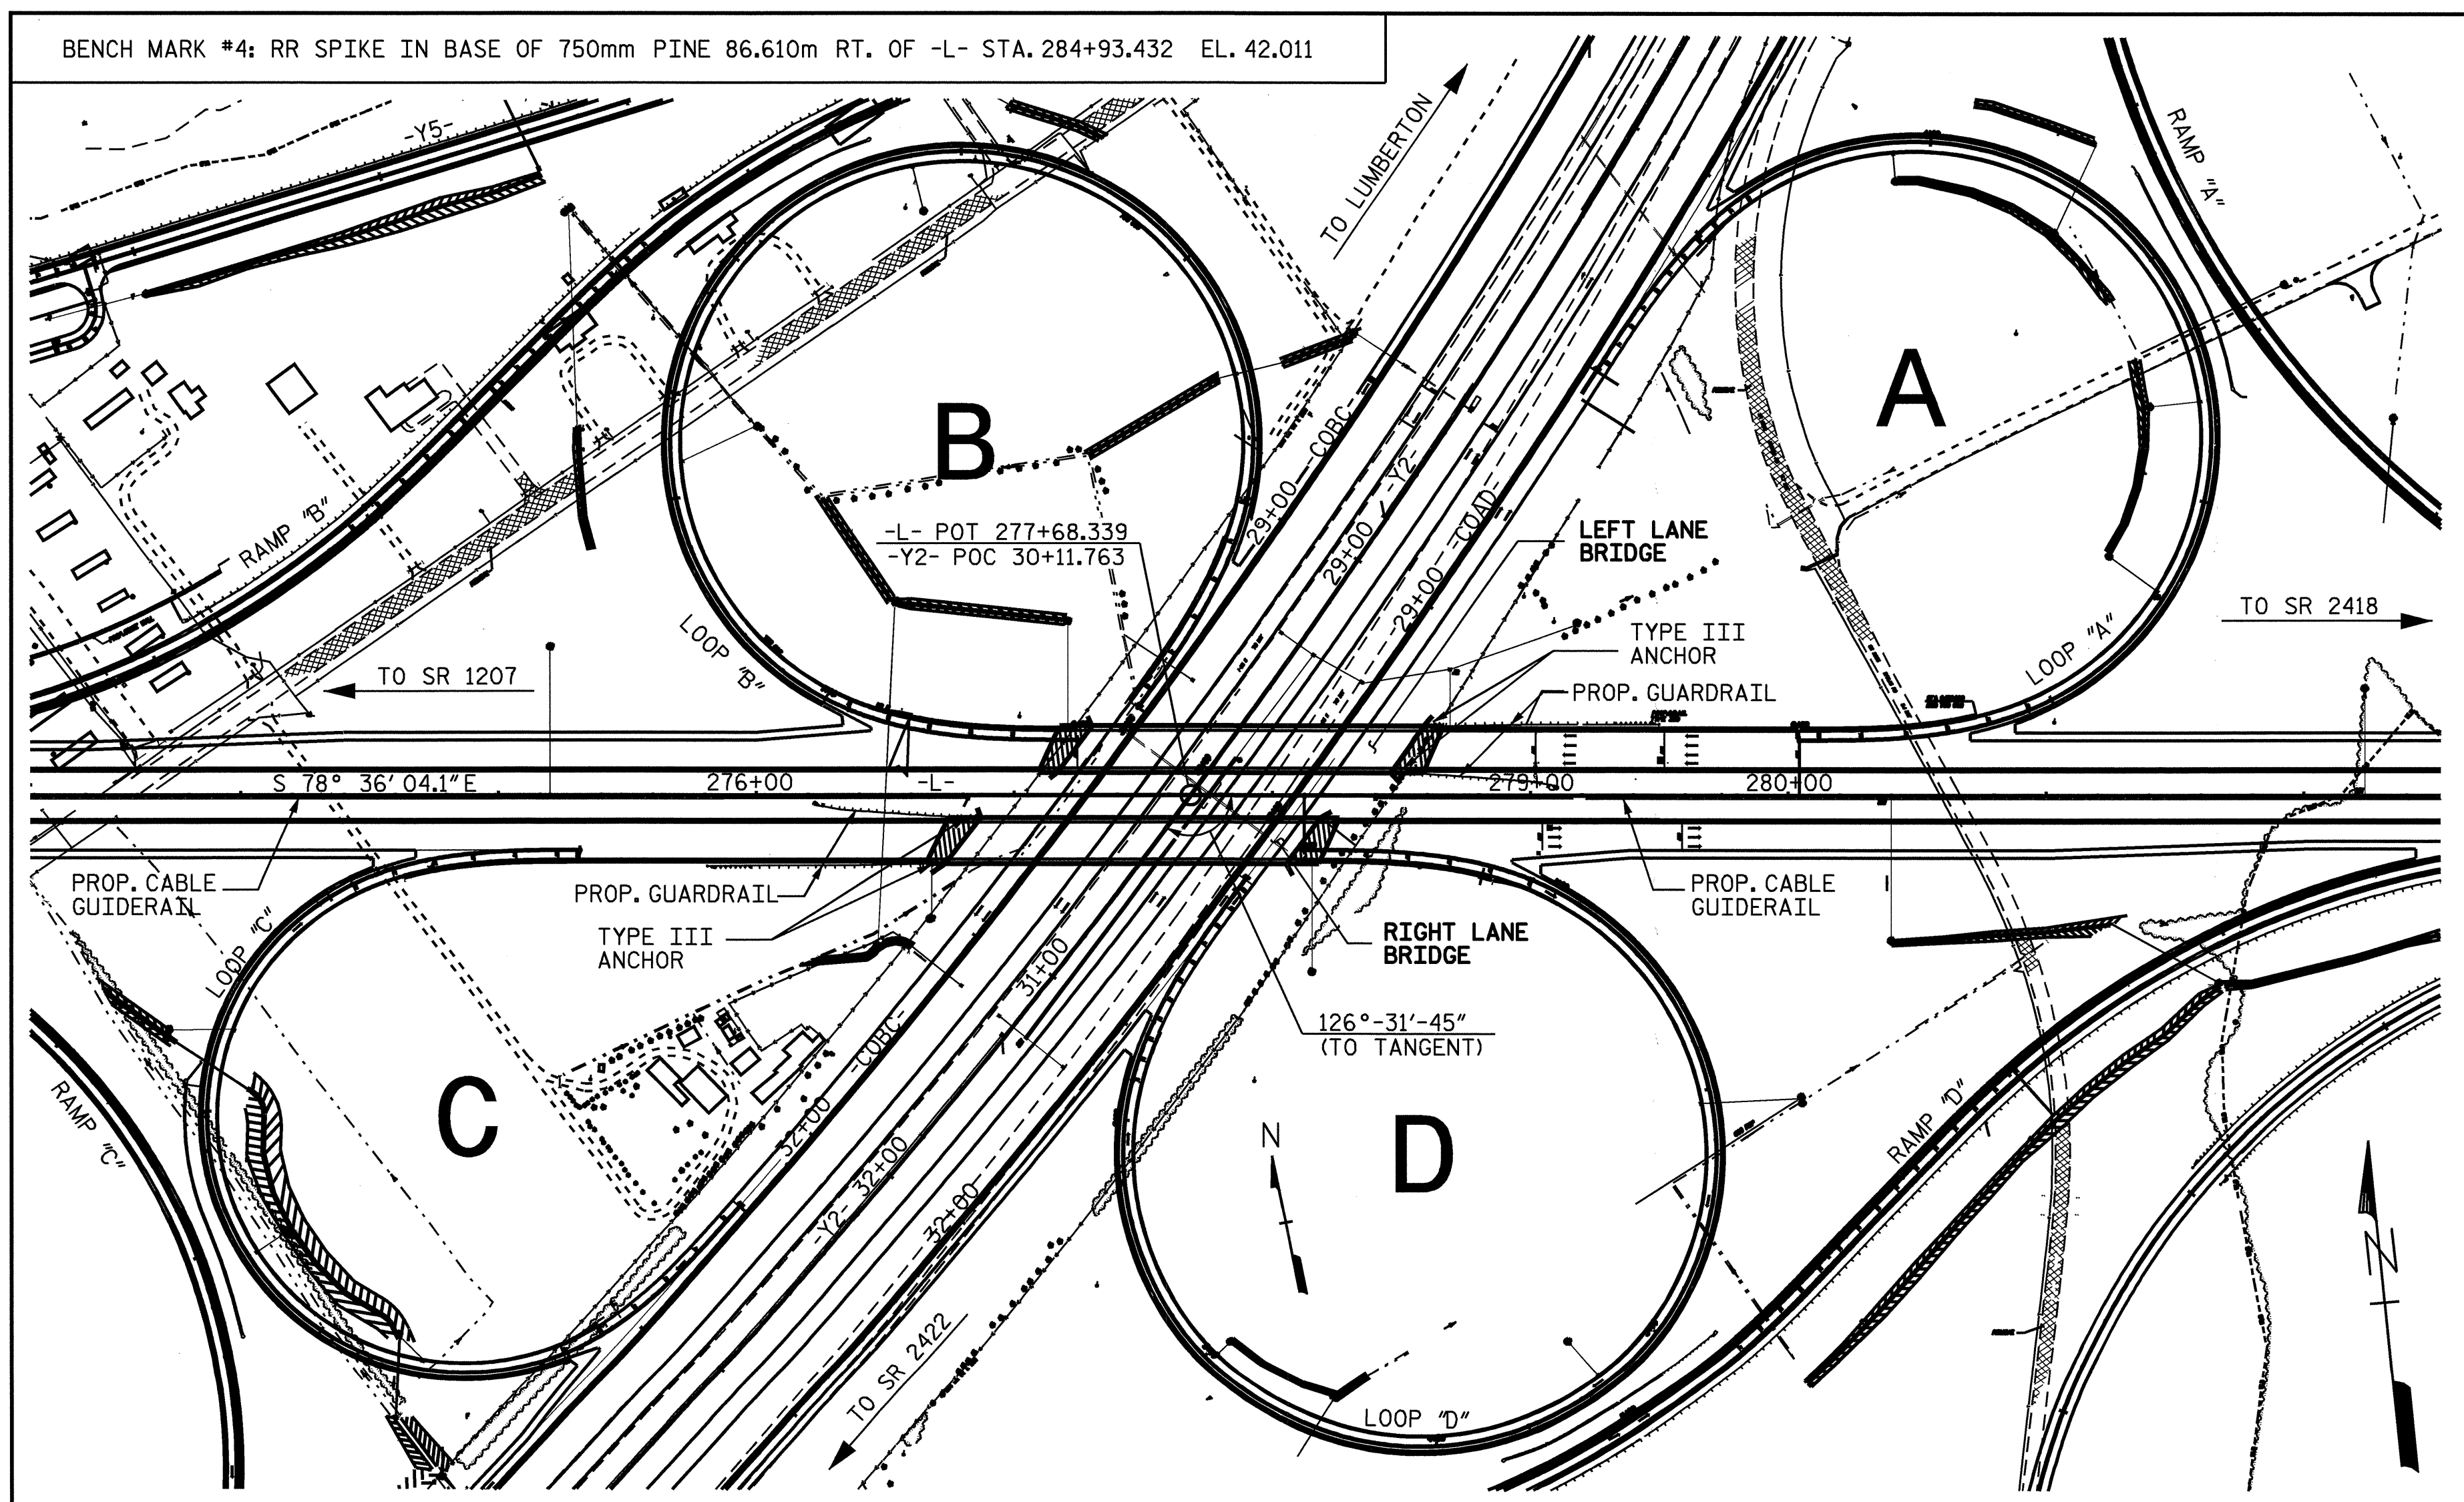 BENCH MARK #4: RR SPIKE IN BASE OF 750mm PINE 86.610m RT. OF -L- STA. 284+93.432 EL. 42.011
-Y5-
TO LUMBERTON
RAMP "A"
A
B
-COBC-
-Y2-
-COAD-
29+00
29+00
29+00
RAMP "B"
-L- POT 277+68.339
-Y2- POC 30+11.763
LEFT LANE
BRIDGE
TO SR 2418
TYPE III
ANCHOR
LOOP "A"
LOOP "B"
TO SR 1207
PROP. GUARDRAIL
S 78° 36' 04.1" E
276+00
-L-
279+00
280+00
PROP. CABLE
GUIDERAIL
PROP. GUARDRAIL
PROP. CABLE
GUIDERAIL
LOOP "C"
TYPE III
ANCHOR
RIGHT LANE
BRIDGE
31+00
126°-31'-45"
(TO TANGENT)
-COBC-
RAMP "C"
C
32+00
-Y2- 32+00
32+00
N
D
RAMP "D"
N
TO SR 2422
LOOP "D"